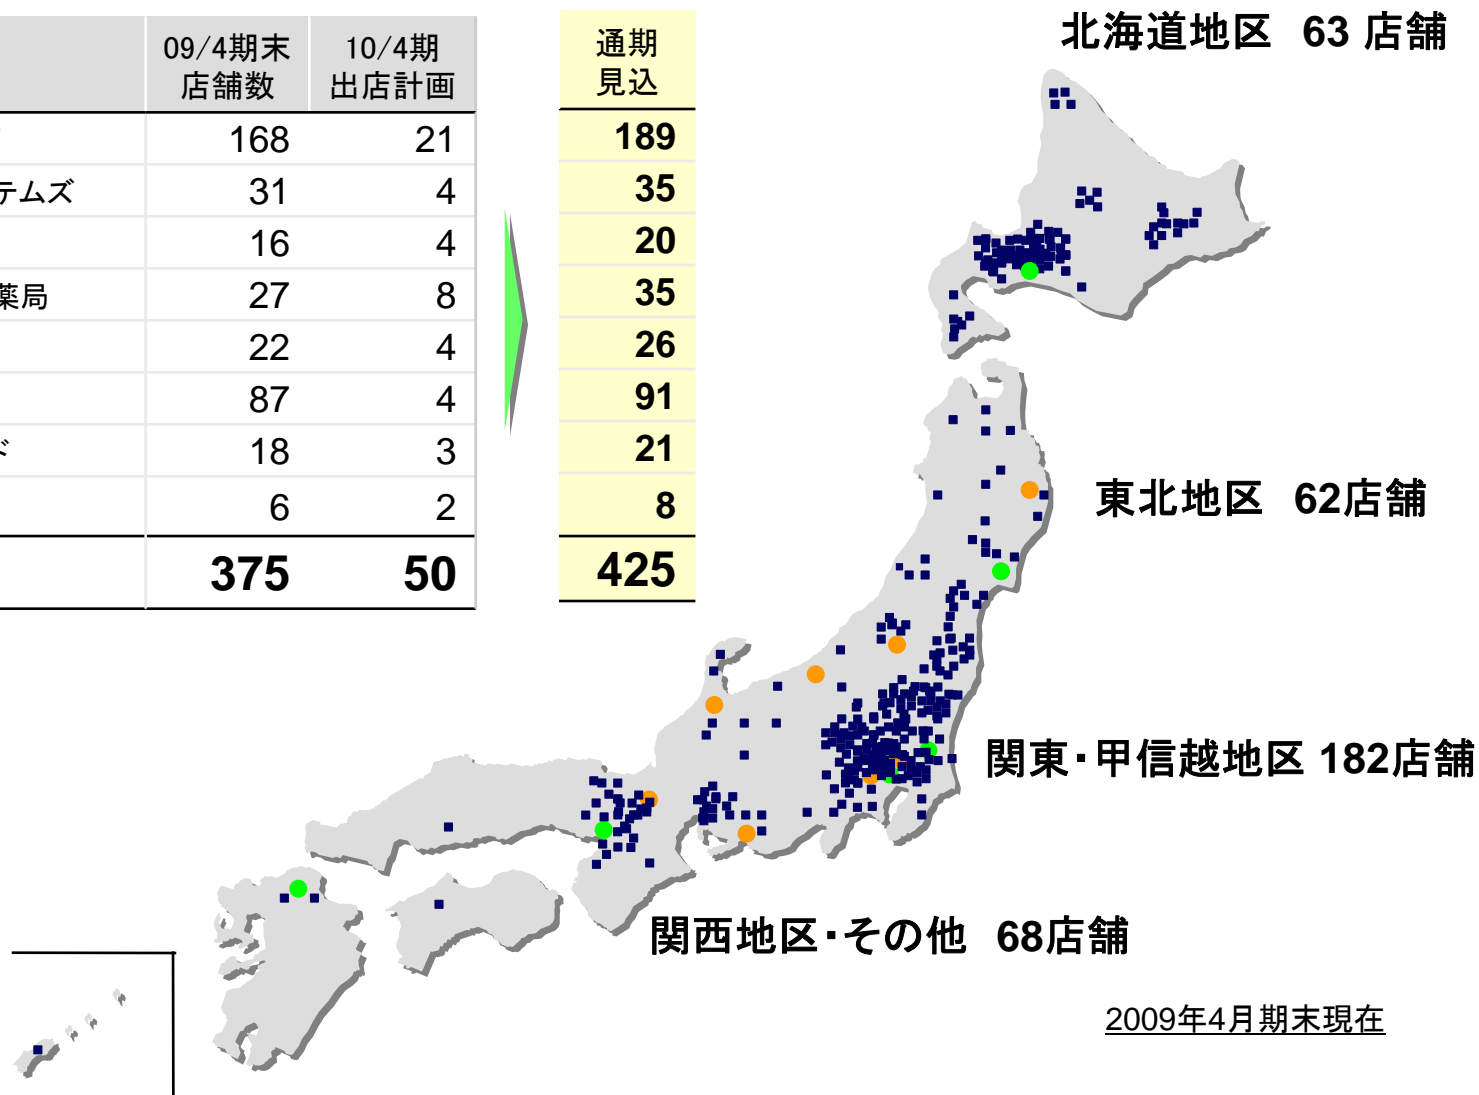 北海道地区 63 店舗
09/4期末 10/4期 通期
店舗数 出店計画 見込
168 21 189
テムズ 31 4 35
16 4 20
薬局 27 8 35
22 4 26
87 4 91
ド 18 3 21
6 2 8
375 50 425
東北地区 62店舗
関東・甲信越地区 182店舗
関西地区・その他 68店舗
2009年4月期末現在